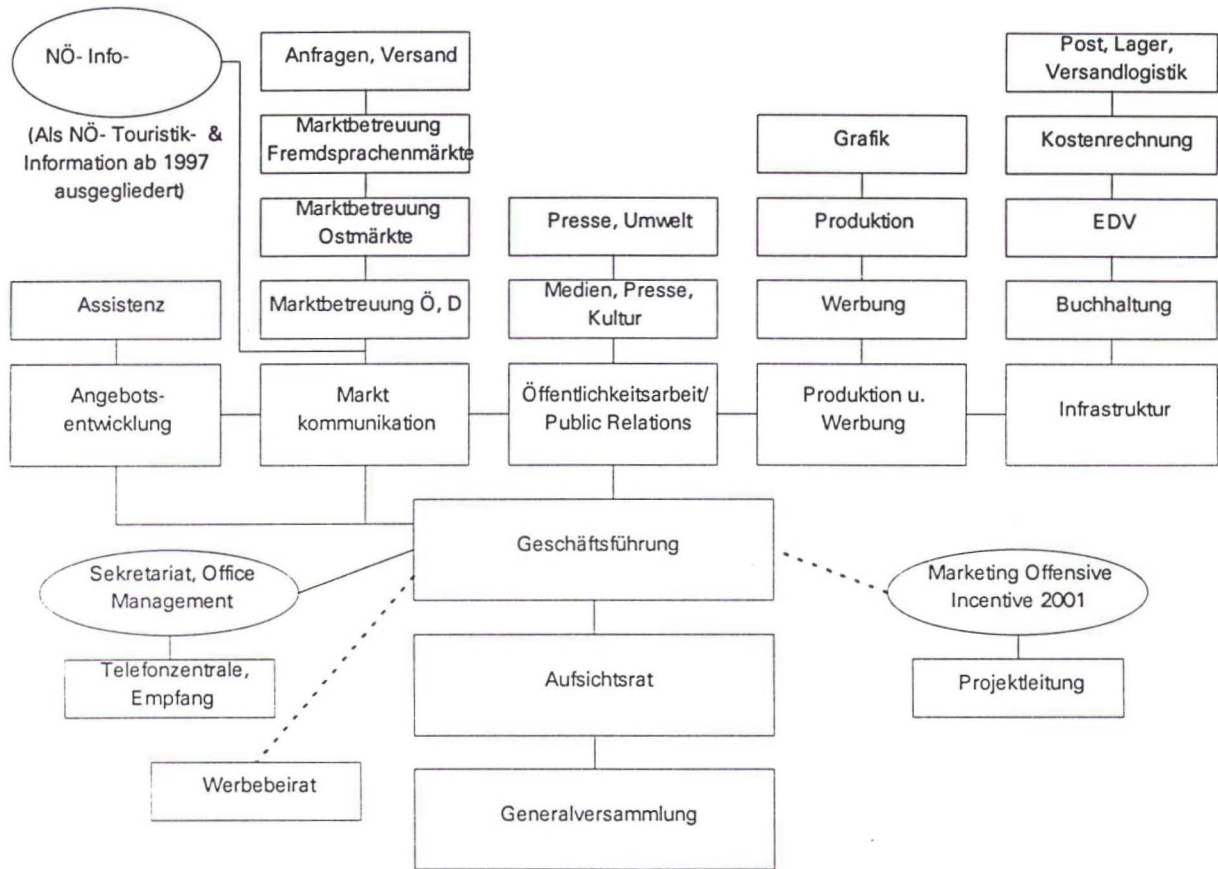 NÖ- Info-
(Als NÖ- Touristik- &
Information ab 1997
ausgegliedert)
Anfragen, Versand
Marktbetreuung
Fremdsprachenmärkte
Marktbetreuung
Ostmärkte
Marktbetreuung Ö, D
Presse, Umwelt
Medien, Presse,
Kultur
Grafik
Produktion
Werbung
Post, Lager,
Versandlogistik
Kostenrechnung
EDV
Buchhaltung
Assistenz
Angebots-
entwicklung
Markt
kommunikation
Öffentlichkeitsarbeit/
Public Relations
Produktion u.
Werbung
Infrastruktur
Geschäftsführung
Sekretariat, Office
Management
Telefonzentrale,
Empfang
Marketing Offensive
Incentive 2001
Projektleitung
Aufsichtsrat
Werbebeirat
Generalversammlung